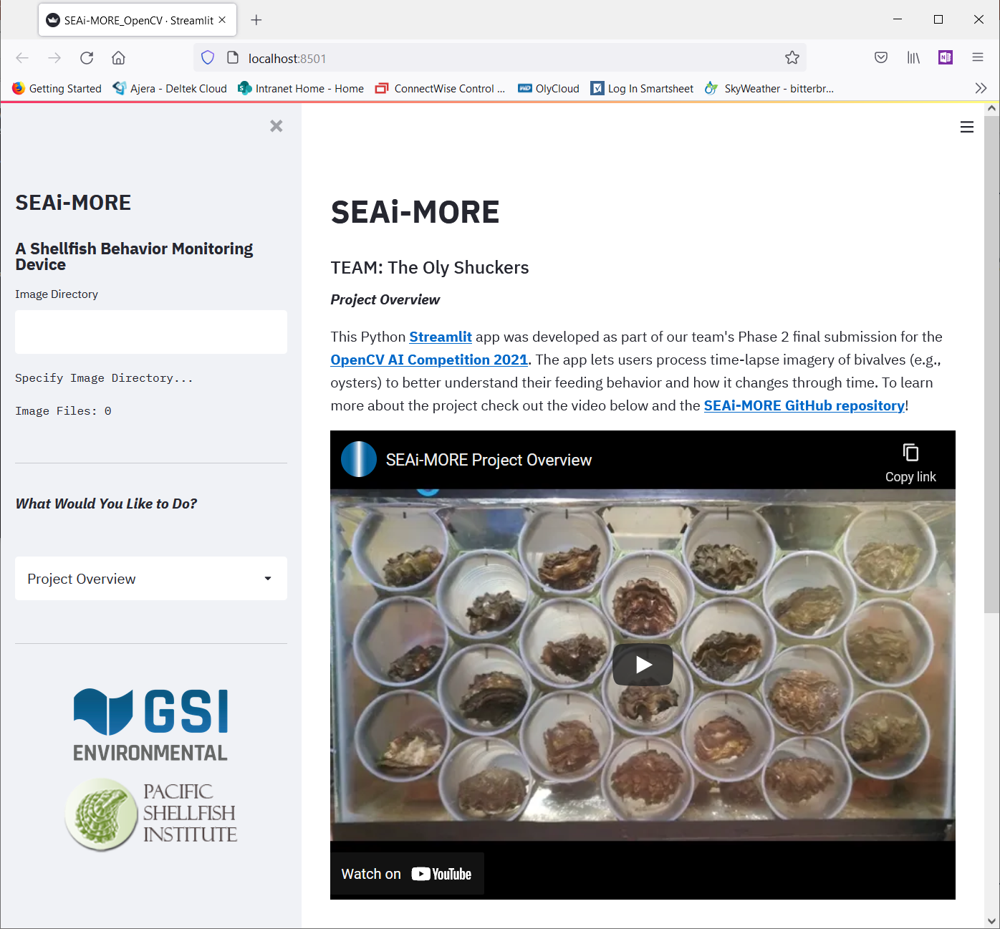 SEAi-MORE_OpenCV · Streamlit
localhost:8501
Getting Started
Ajera - Deltek Cloud
Intranet Home - Home
ConnectWise Control ...
OlyCloud
Log In Smartsheet
SkyWeather - bitterbr...
SEAi-MORE
A Shellfish Behavior Monitoring
Device
Image Directory
Specify Image Directory...
Image Files: 0
What Would You Like to Do?
Project Overview
GSI
ENVIRONMENTAL
PACIFIC
SHELLFISH
INSTITUTE
SEAi-MORE
TEAM: The Oly Shuckers
Project Overview
This Python Streamlit app was developed as part of our team's Phase 2 final submission for the
OpenCV AI Competition 2021. The app lets users process time-lapse imagery of bivalves (e.g.,
oysters) to better understand their feeding behavior and how it changes through time. To learn
more about the project check out the video below and the SEAi-MORE GitHub repository!
SEAi-MORE Project Overview
Copy link
Watch on YouTube